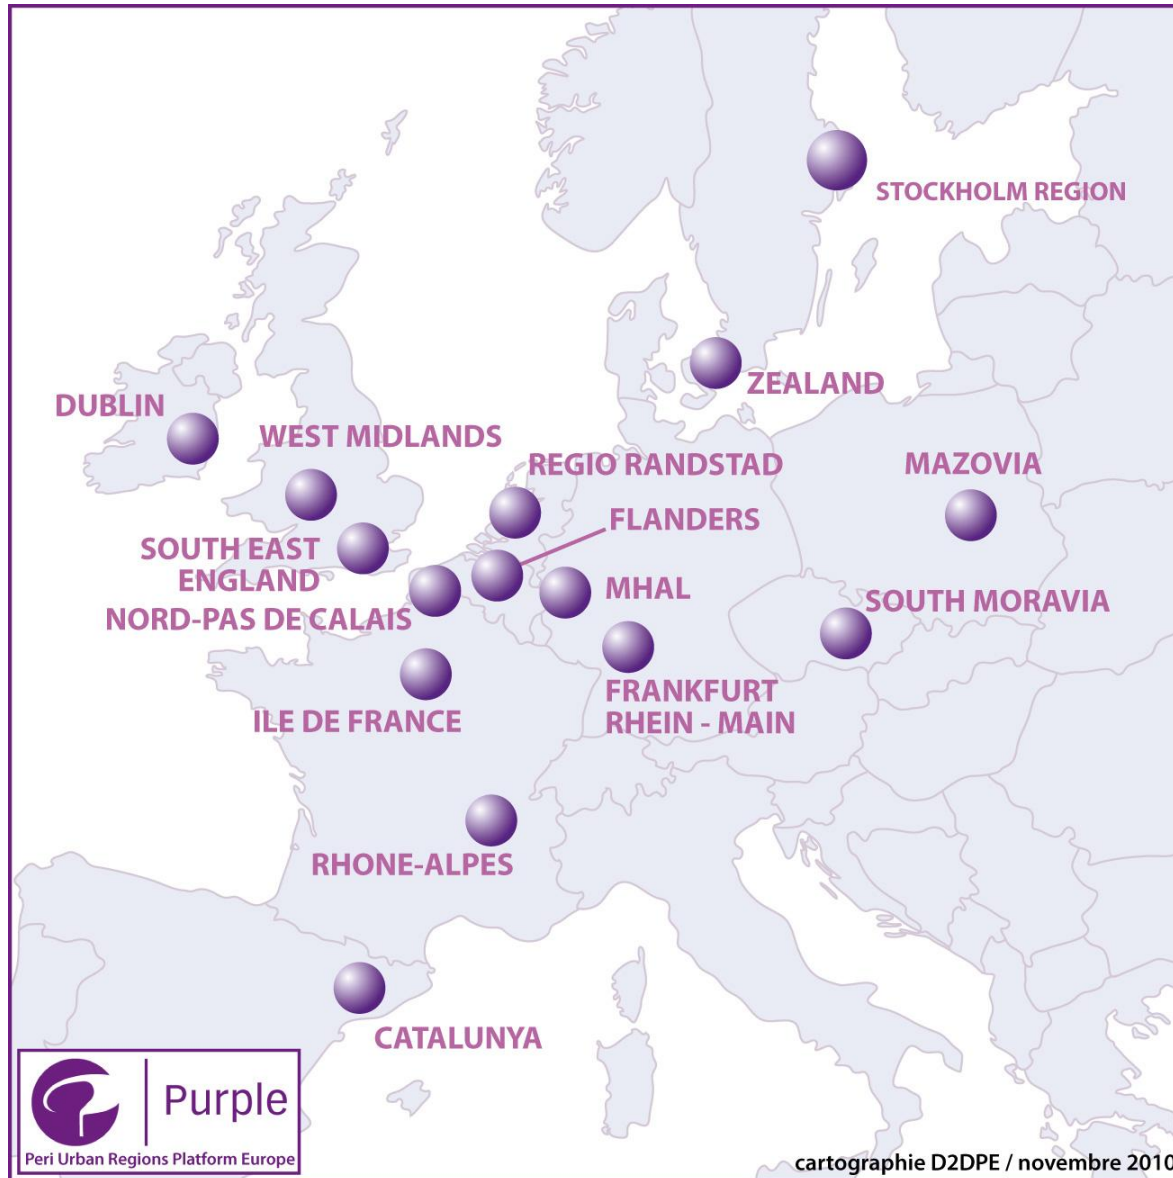 STOCKHOLM REGION
ZEALAND
DUBLIN
WEST MIDLANDS
REGIO RANDSTAD
MAZOVIA
FLANDERS
SOUTH EAST
ENGLAND
MHAL
SOUTH MORAVIA
NORD-PAS DE CALAIS
FRANKFURT
RHEIN - MAIN
ILE DE FRANCE
RHONE-ALPES
CATALUNYA
Purple
Peri Urban Regions Platform Europe
cartographie D2DPE / novembre 2010